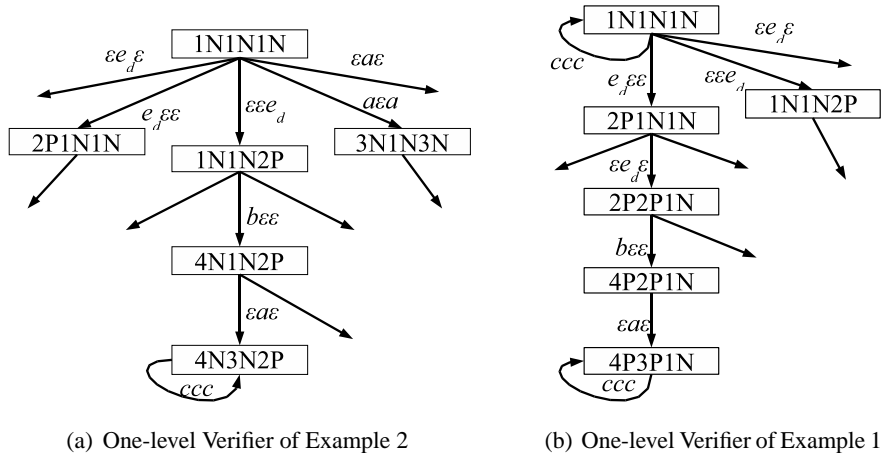 1N1N1N
εe_dε
εaε
e_dεε
εεe_d
aεa
2P1N1N
3N1N3N
1N1N2P
bεε
4N1N2P
εaε
4N3N2P
ccc
(a) One-level Verifier of Example 2
1N1N1N
εe_dε
ccc
e_dεε
εεe_d
1N1N2P
2P1N1N
εe_dε
2P2P1N
bεε
4P2P1N
εaε
4P3P1N
ccc
(b) One-level Verifier of Example 1